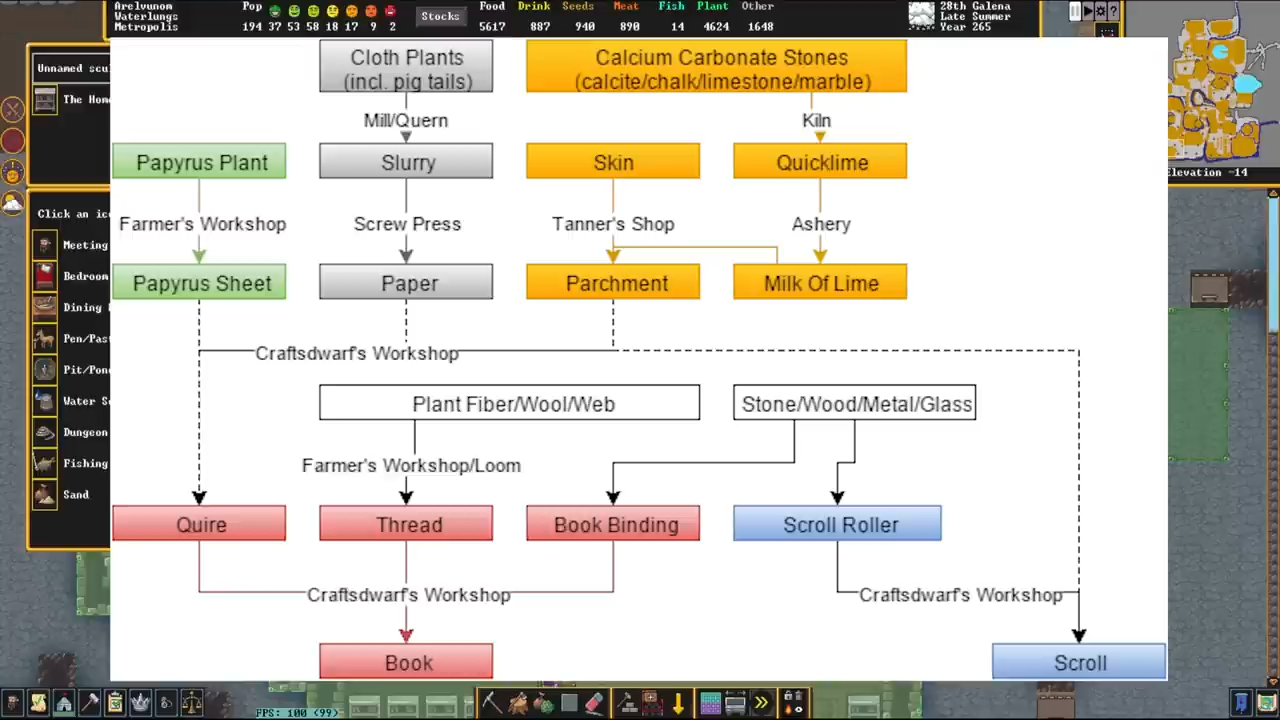 Arelvunom
Waterlungs
Metropolis
Pop
194 37 53 58 18 17 9 2
Stocks
Food Drink Seeds Meat Fish Plant Other
5617 887 940 890 14 4624 1648
28th Galena
Late Summer
Year 265
Elevation -14
Unnamed scu
The Home
Click an ic
Meeting
Bedroom
Dining
Pen/Past
Pit/Pond
Water So
Dungeon
Fishing
Sand
Cloth Plants
(incl. pig tails)
Calcium Carbonate Stones
(calcite/chalk/limestone/marble)
Mill/Quern
Kiln
Papyrus Plant
Slurry
Skin
Quicklime
Farmer's Workshop
Screw Press
Tanner's Shop
Ashery
Papyrus Sheet
Paper
Parchment
Milk Of Lime
Craftsdwarf's Workshop
Plant Fiber/Wool/Web
Stone/Wood/Metal/Glass
Farmer's Workshop/Loom
Quire
Thread
Book Binding
Scroll Roller
Craftsdwarf's Workshop
Craftsdwarf's Workshop
Book
Scroll
FPS: 100 (99)